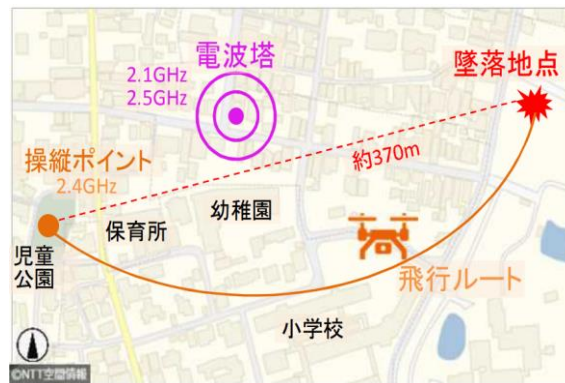 電波塔
2.1GHz
2.5GHz
墜落地点
操縦ポイント
2.4GHz
約370m
幼稚園
保育所
児童
公園
飛行ルート
小学校
©NTT空間情報